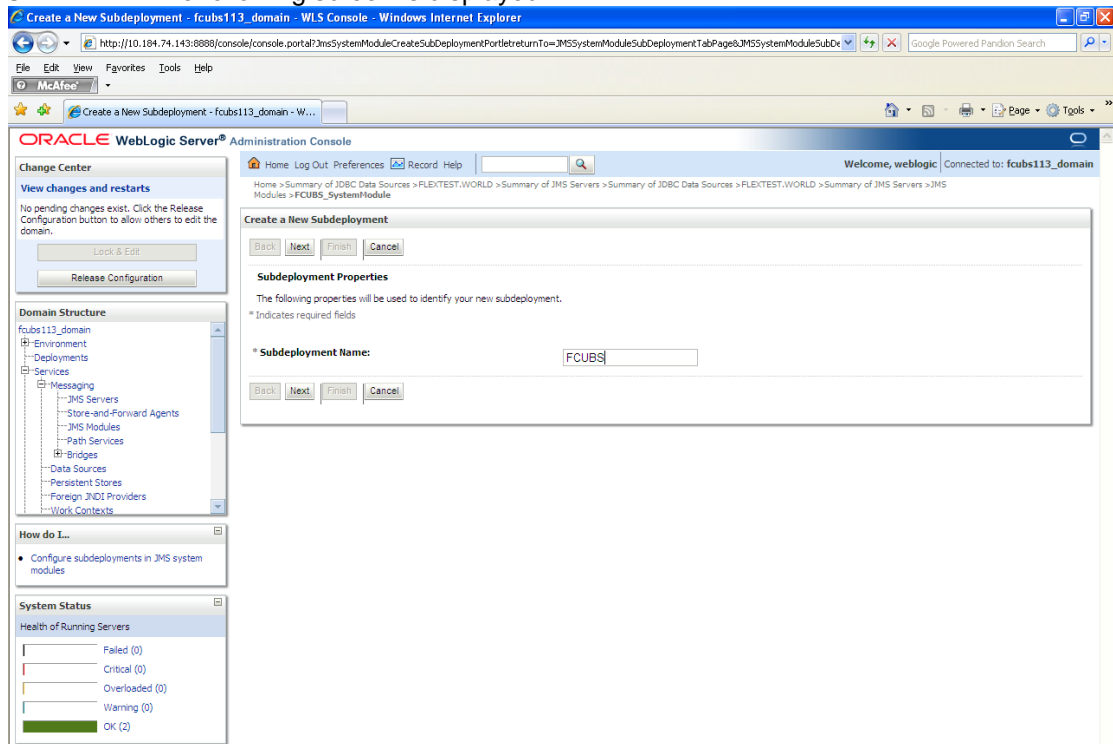 Create a New Subdeployment - fcubs113_domain - WLS Console - Windows Internet Explorer
http://10.184.74.143:8888/console/console.portal?JmsSystemModuleCreateSubDeploymentPortletreturnTo=JMSSystemModuleSubDeploymentTabPage&JMSSystemModuleSubDe
Google Powered Pandion Search
File Edit View Favorites Tools Help
McAfee
Create a New Subdeployment - fcubs113_domain - W...
Page Tools
ORACLE WebLogic Server® Administration Console
Change Center
View changes and restarts
No pending changes exist. Click the Release
Configuration button to allow others to edit the
domain.
Lock & Edit
Release Configuration
Domain Structure
fcubs113_domain
Environment
Deployments
Services
Messaging
JMS Servers
Store-and-Forward Agents
JMS Modules
Path Services
Bridges
Data Sources
Persistent Stores
Foreign JNDI Providers
Work Contexts
How do I...
Configure subdeployments in JMS system
modules
System Status
Health of Running Servers
Failed (0)
Critical (0)
Overloaded (0)
Warning (0)
OK (2)
Home Log Out Preferences Record Help
Welcome, weblogic Connected to: fcubs113_domain
Home >Summary of JDBC Data Sources >FLEXTEST.WORLD >Summary of JMS Servers >Summary of JDBC Data Sources >FLEXTEST.WORLD >Summary of JMS Servers >JMS
Modules >FCUBS_SystemModule
Create a New Subdeployment
Back Next Finish Cancel
Subdeployment Properties
The following properties will be used to identify your new subdeployment.
* Indicates required fields
* Subdeployment Name: FCUBS
Back Next Finish Cancel